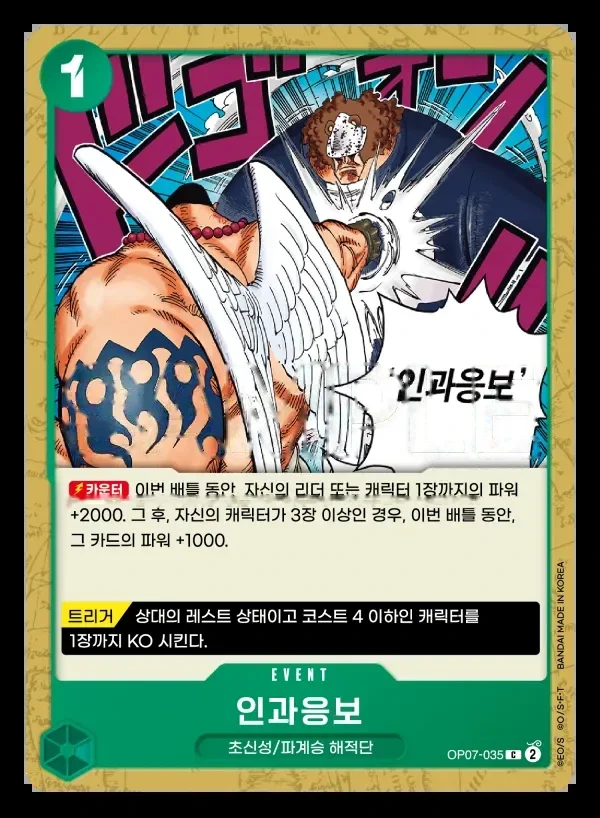 1
ドゴオン
'인과응보'
카운터 이번 배틀 동안, 자신의 리더 또는 캐릭터 1장까지의 파워
+2000. 그 후, 자신의 캐릭터가 3장 이상인 경우, 이번 배틀 동안,
그 카드의 파워 +1000.
트리거 상대의 레스트 상태이고 코스트 4 이하인 캐릭터를
1장까지 KO 시킨다.
EVENT
인과응보
초신성/파계승 해적단
OP07-035 C 2
©EO/S ©O/S·F·T BANDAI MADE IN KOREA